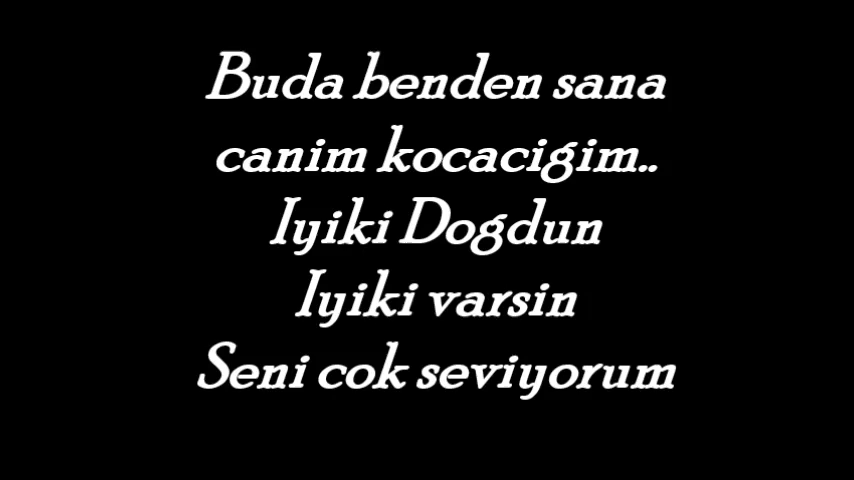 Buda benden sana
canim kocacigim..
Iyiki Dogdun
Iyiki varsin
Seni cok seviyorum